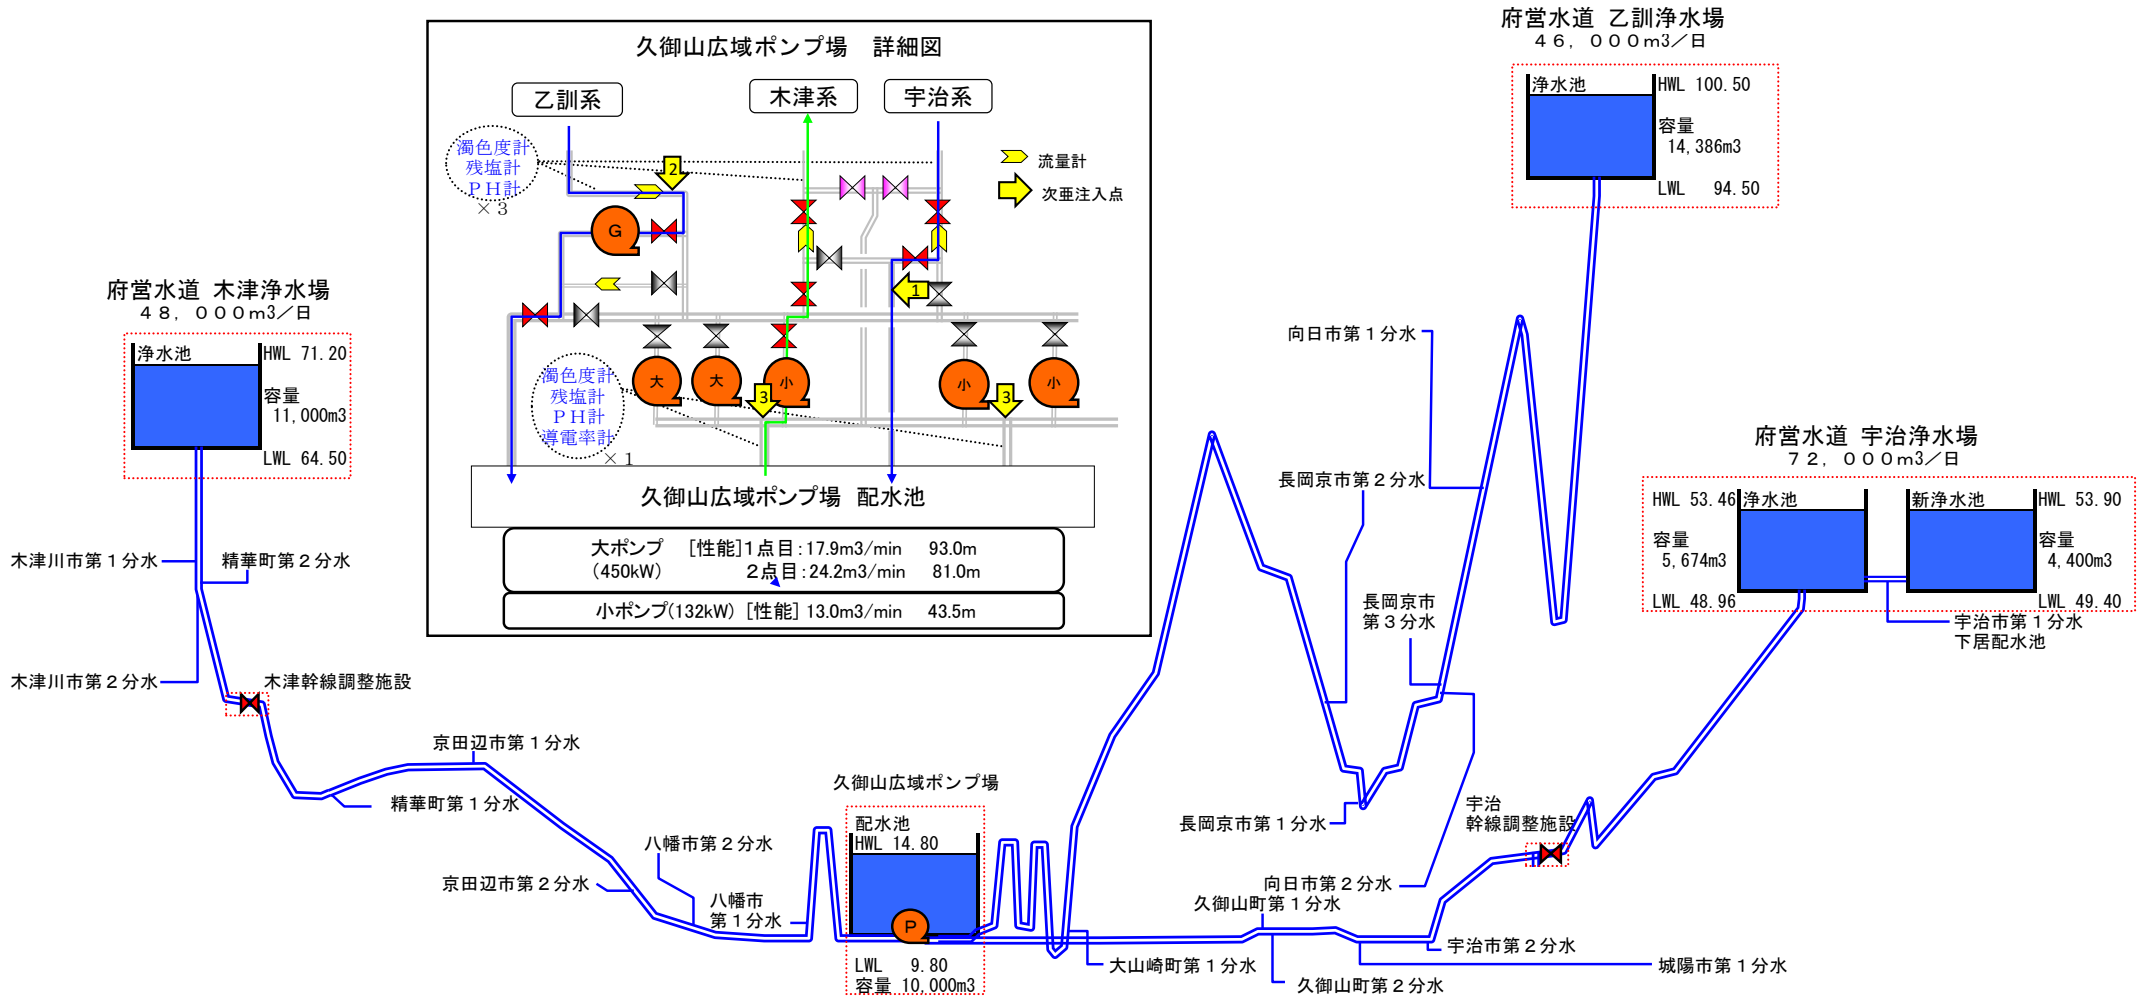 久御山広域ポンプ場　詳細図
乙訓系
木津系
宇治系
濁色度計
残塩計
ＰＨ計
×３
2
流量計
次亜注入点
G
1
大
大
小
小
小
濁色度計
残塩計
ＰＨ計
導電率計
×１
3
3
久御山広域ポンプ場　配水池
大ポンプ　[性能]1点目:17.9m3/min　93.0m
(450kW)　2点目:24.2m3/min　81.0m
小ポンプ(132kW) [性能] 13.0m3/min　43.5m
府営水道 乙訓浄水場
４６，０００m3／日
浄水池
HWL 100.50
容量
14,386m3
LWL 94.50
府営水道 木津浄水場
４８，０００m3／日
浄水池
HWL 71.20
容量
11,000m3
LWL 64.50
府営水道 宇治浄水場
７２，０００m3／日
HWL 53.46
浄水池
容量
5,674m3
LWL 48.96
新浄水池
HWL 53.90
容量
4,400m3
LWL 49.40
宇治市第１分水
下居配水池
木津川市第１分水
精華町第２分水
木津川市第２分水
木津幹線調整施設
京田辺市第１分水
精華町第１分水
京田辺市第２分水
八幡市第２分水
八幡市
第１分水
久御山広域ポンプ場
配水池
HWL 14.80
P
LWL 9.80
容量 10,000m3
向日市第１分水
長岡京市第２分水
長岡京市
第３分水
長岡京市第１分水
向日市第２分水
宇治
幹線調整施設
久御山町第１分水
大山崎町第１分水
久御山町第２分水
宇治市第２分水
城陽市第１分水